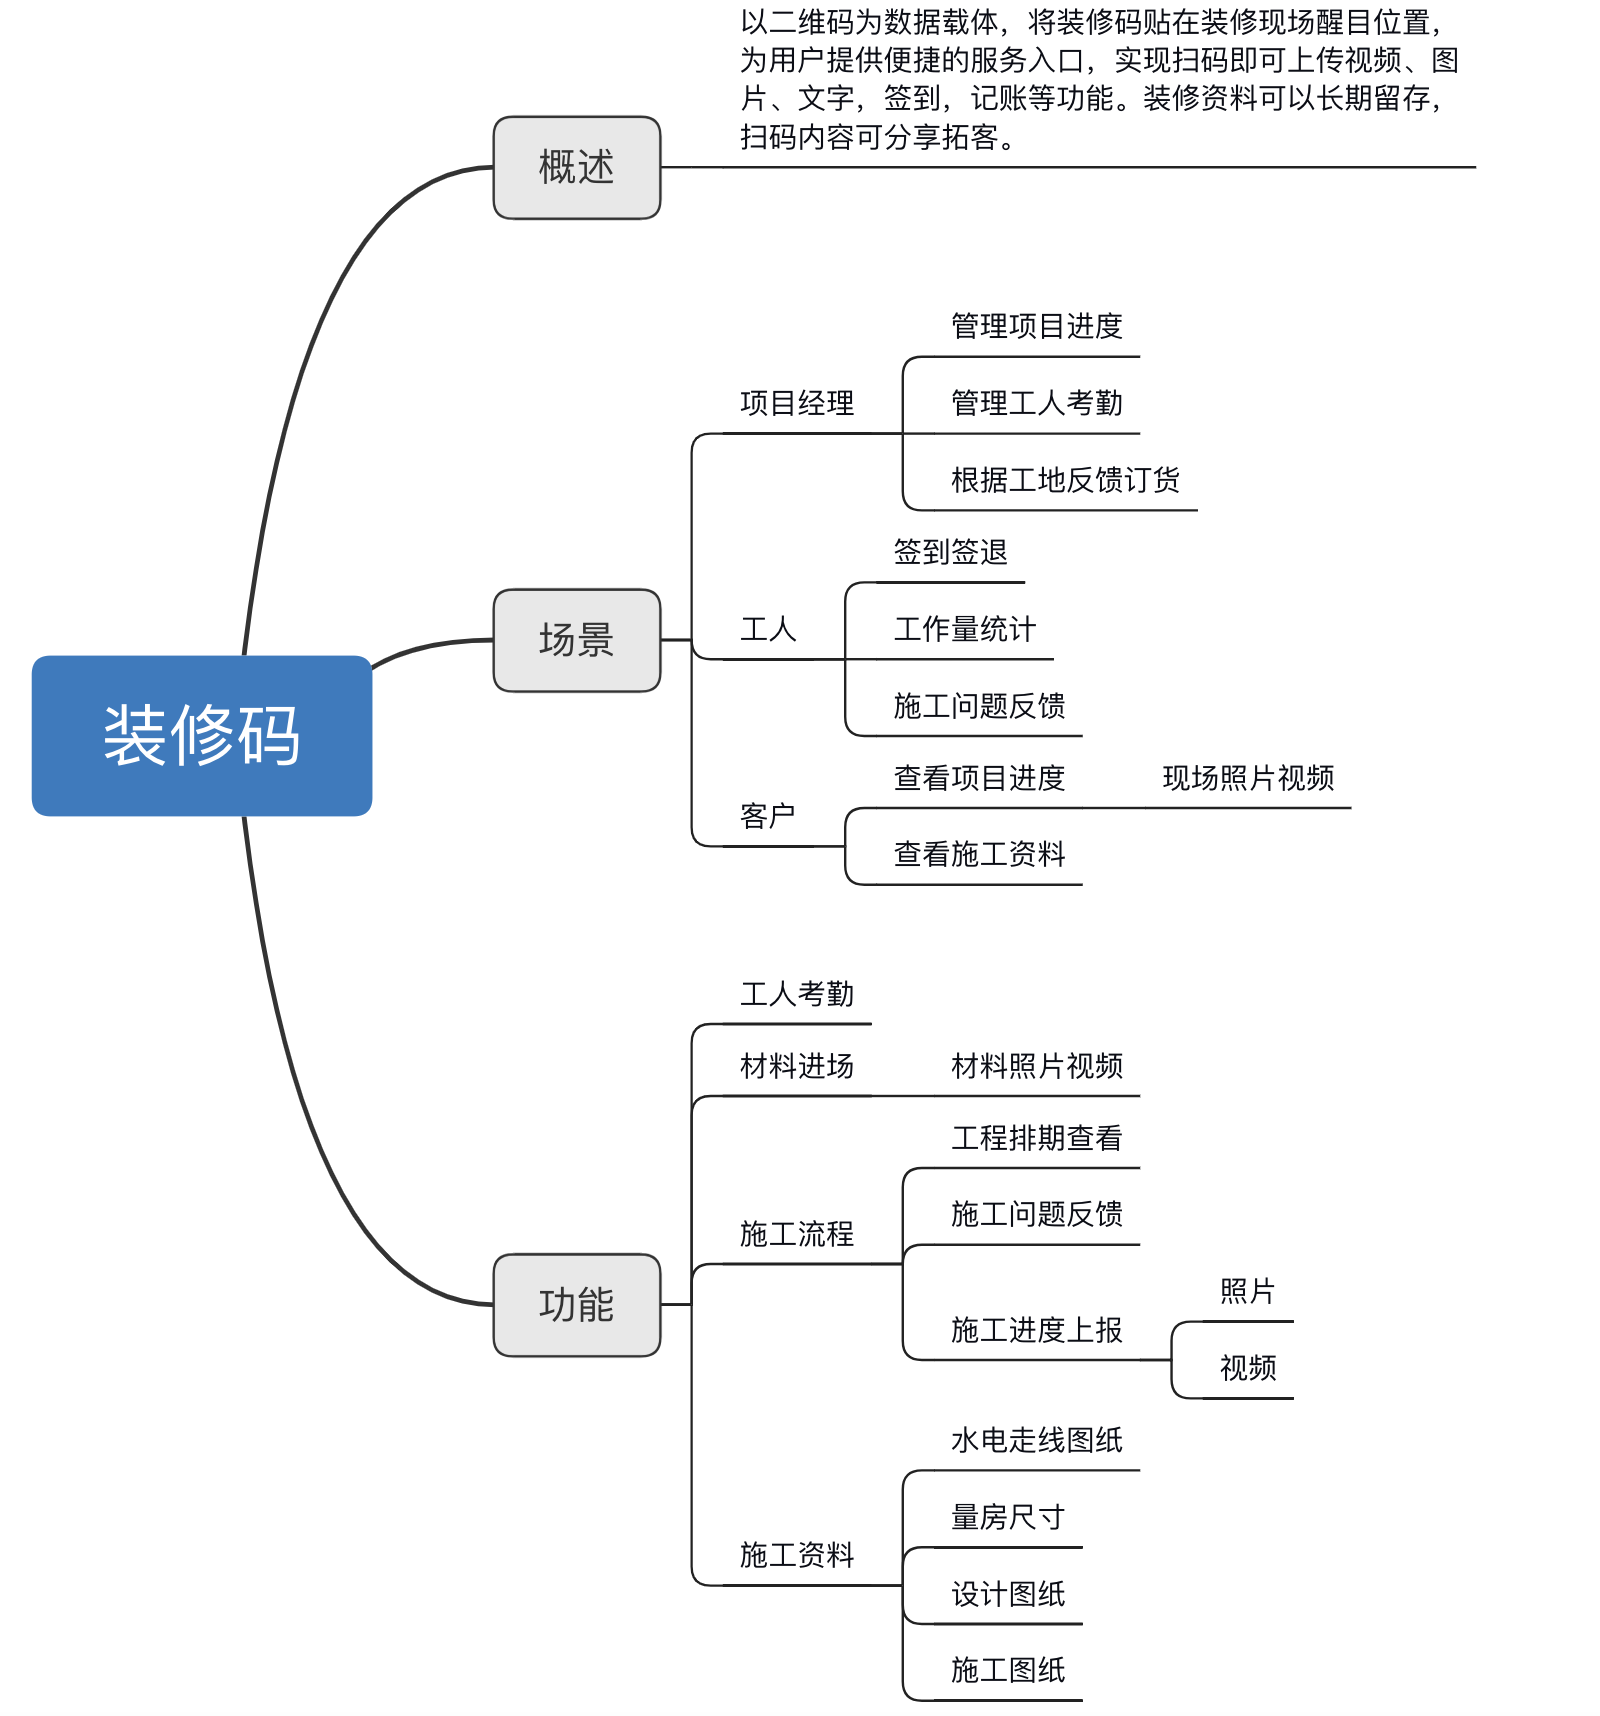 以二维码为数据载体，将装修码贴在装修现场醒目位置，
为用户提供便捷的服务入口，实现扫码即可上传视频、图
片、文字，签到，记账等功能。装修资料可以长期留存，
扫码内容可分享拓客。
概述
管理项目进度
项目经理
管理工人考勤
根据工地反馈订货
签到签退
工人
工作量统计
场景
施工问题反馈
装修码
查看项目进度
现场照片视频
客户
查看施工资料
工人考勤
材料进场
材料照片视频
工程排期查看
施工流程
施工问题反馈
功能
照片
施工进度上报
视频
水电走线图纸
量房尺寸
施工资料
设计图纸
施工图纸